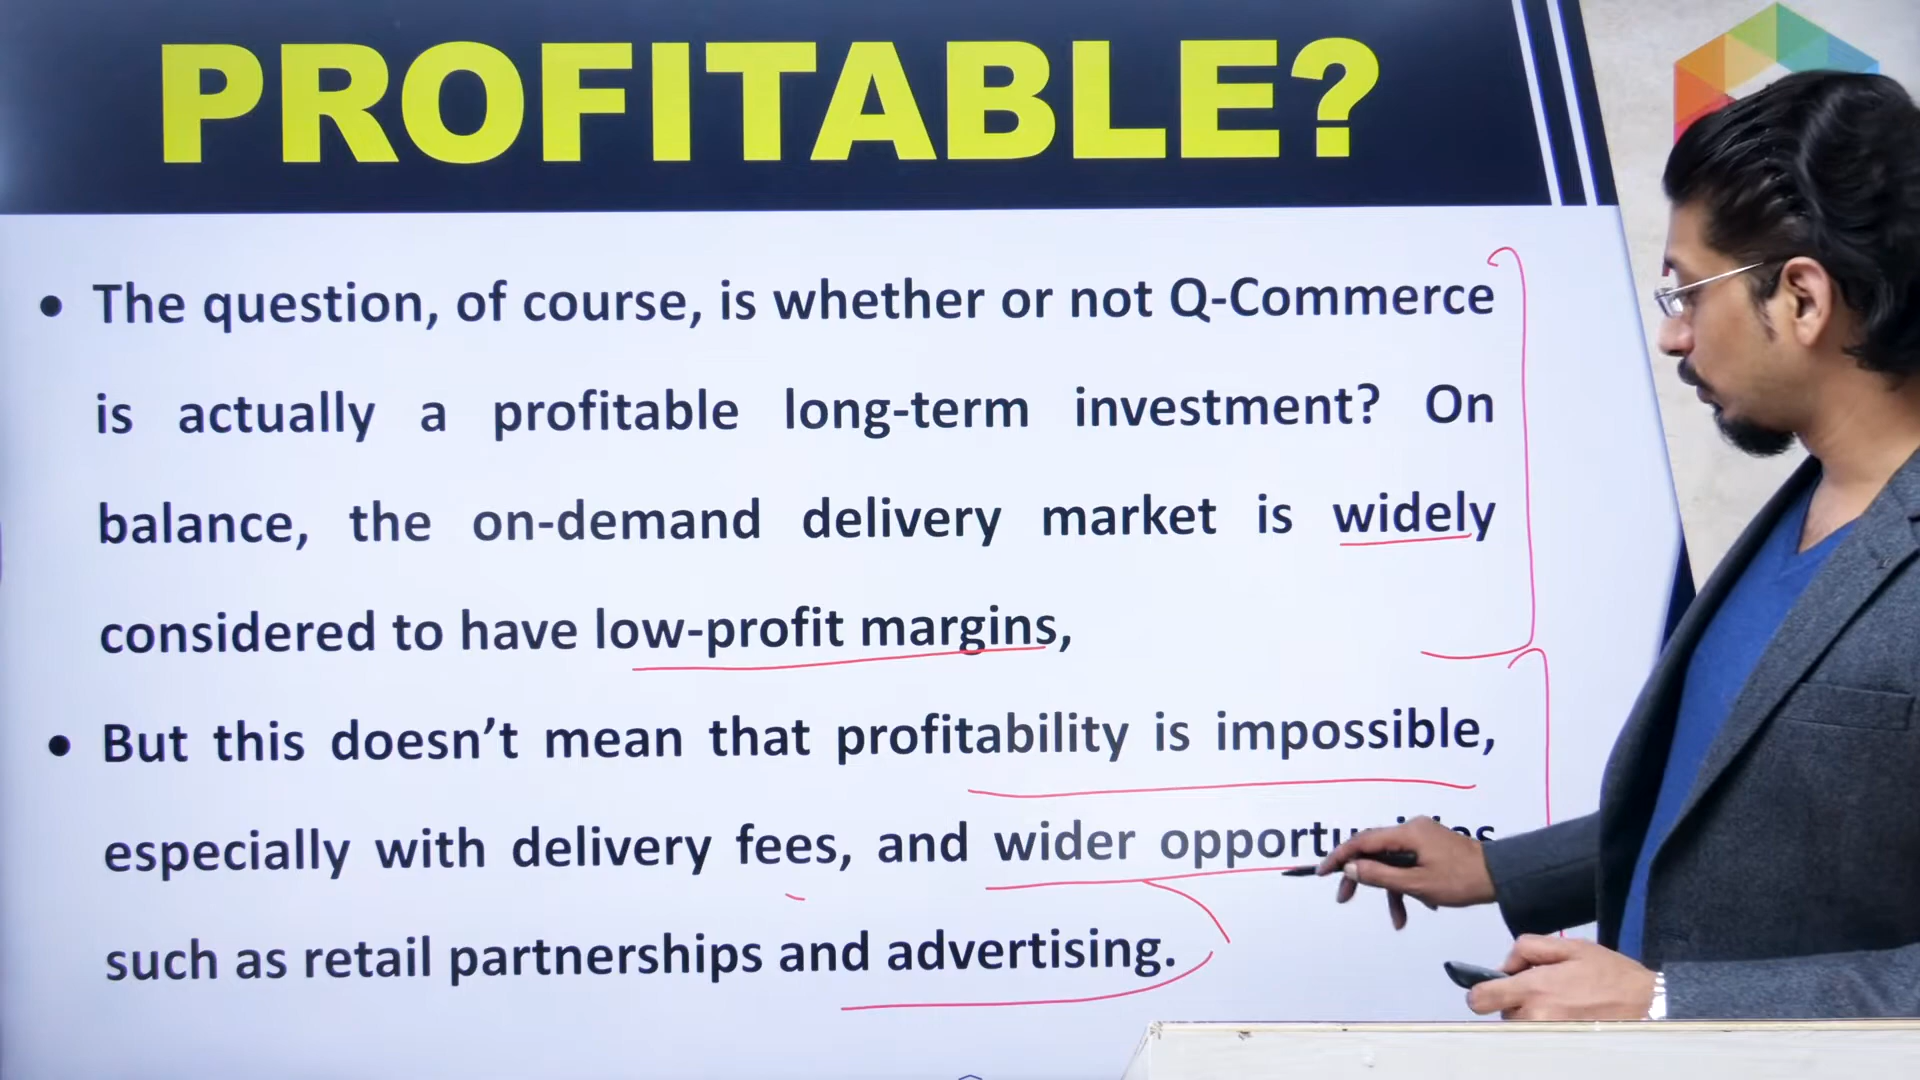 PROFITABLE?
• The question, of course, is whether or not Q-Commerce
is actually a profitable long-term investment? On
balance, the on-demand delivery market is widely
considered to have low-profit margins,
• But this doesn’t mean that profitability is impossible,
especially with delivery fees, and wider
such as retail partnerships and advertising.